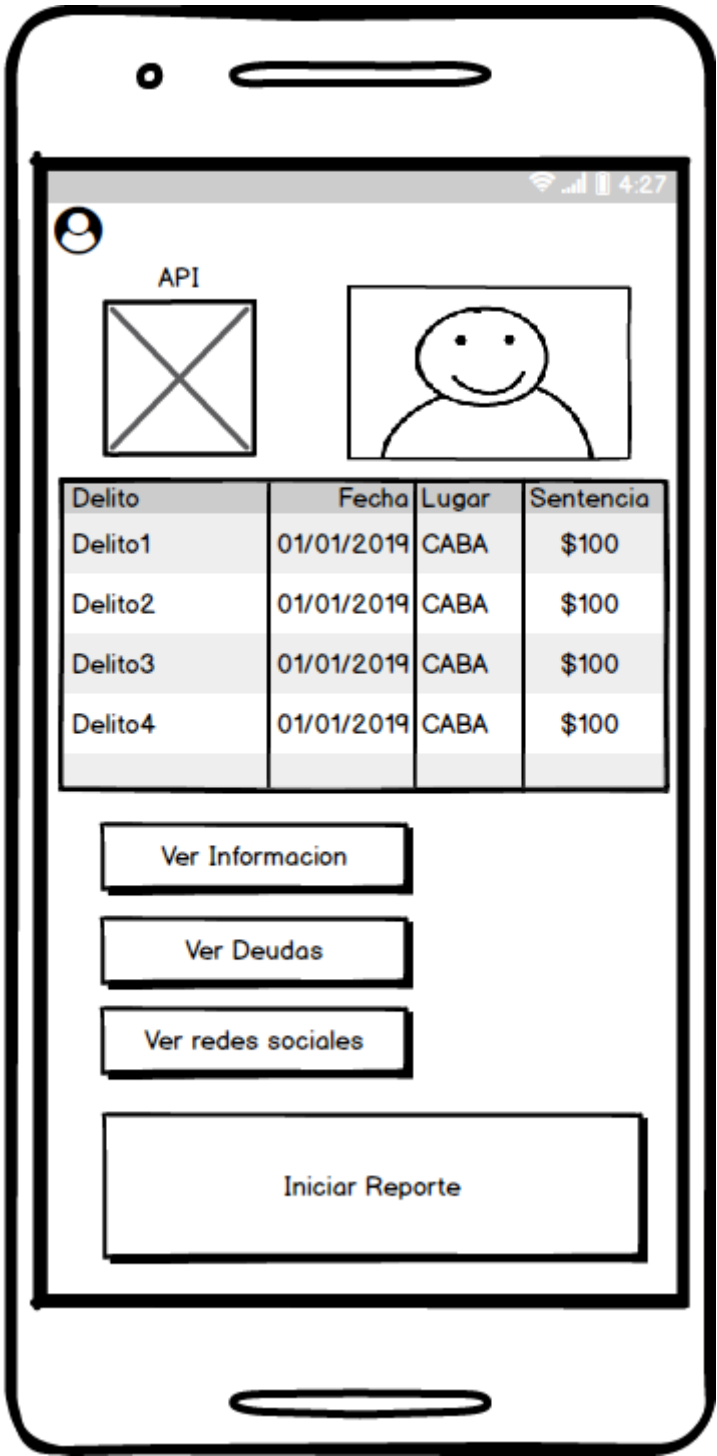 4:27
API
Delito Fecha Lugar Sentencia
Delito1 01/01/2019 CABA $100
Delito2 01/01/2019 CABA $100
Delito3 01/01/2019 CABA $100
Delito4 01/01/2019 CABA $100
Ver Informacion
Ver Deudas
Ver redes sociales
Iniciar Reporte